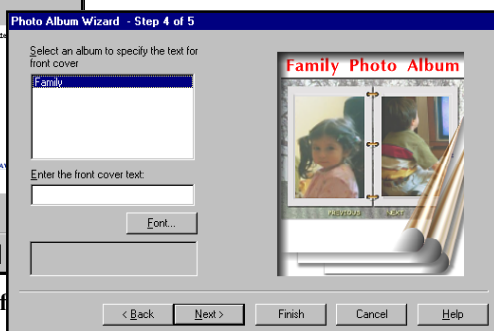 Photo Album Wizard - Step 4 of 5
Select an album to specify the text for
front cover
Family
Enter the front cover text:
Font...
Family Photo Album
PREVIOUS NEXT
< Back Next > Finish Cancel Help